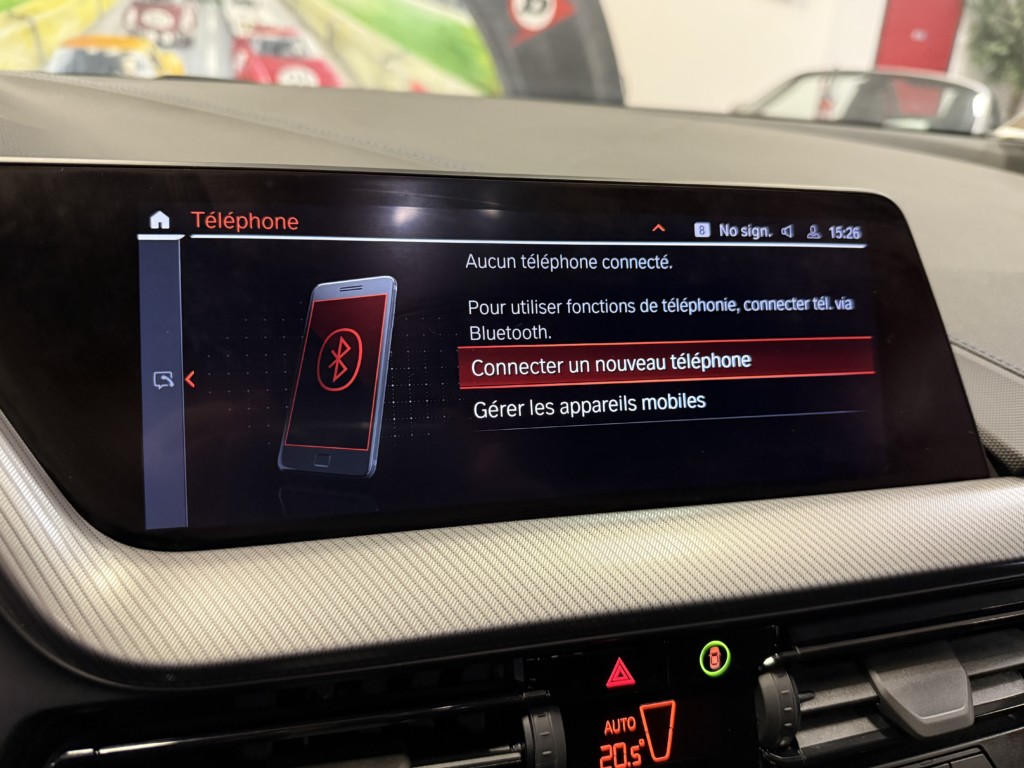 Téléphone
8 No sign. 15:26
Aucun téléphone connecté.
Pour utiliser fonctions de téléphonie, connecter tél. via
Bluetooth.
Connecter un nouveau téléphone
Gérer les appareils mobiles
AUTO
20.5°